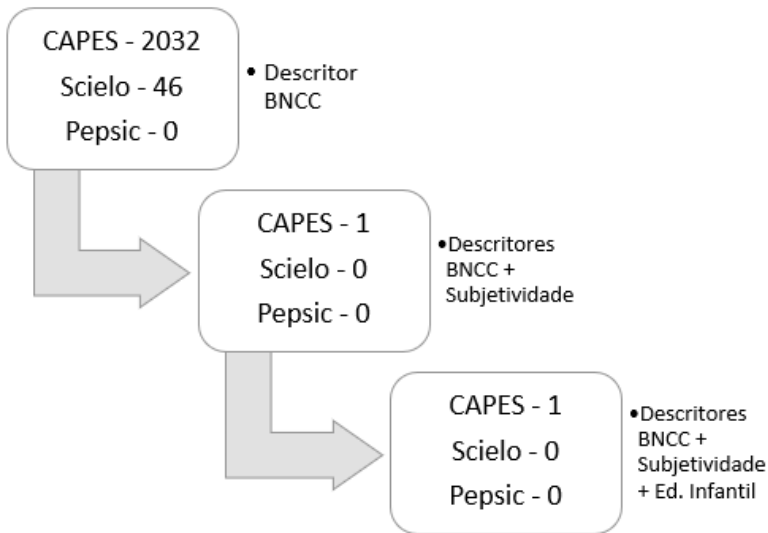 CAPES - 2032
Scielo - 46
Pepsic - 0
• Descritor
BNCC
CAPES - 1
Scielo - 0
Pepsic - 0
•Descritores
BNCC +
Subjetividade
CAPES - 1
Scielo - 0
Pepsic - 0
•Descritores
BNCC +
Subjetividade
+ Ed. Infantil